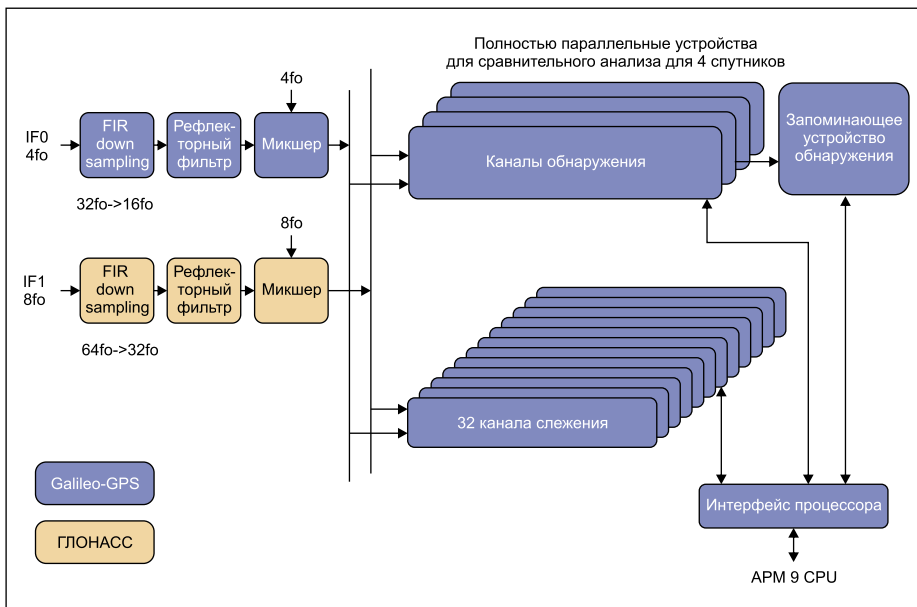 Полностью параллельные устройства
для сравнительного анализа для 4 спутников
4fo
IF0
4fo
FIR
down
sampling
Рефлек-
торный
фильтр
Микшер
32fo->16fo
Каналы обнаружения
Запоминающее
устройство
обнаружения
8fo
IF1
8fo
FIR
down
sampling
Рефлек-
торный
фильтр
Микшер
64fo->32fo
32 канала слежения
Galileo-GPS
ГЛОНАСС
Интерфейс процессора
АРМ 9 CPU